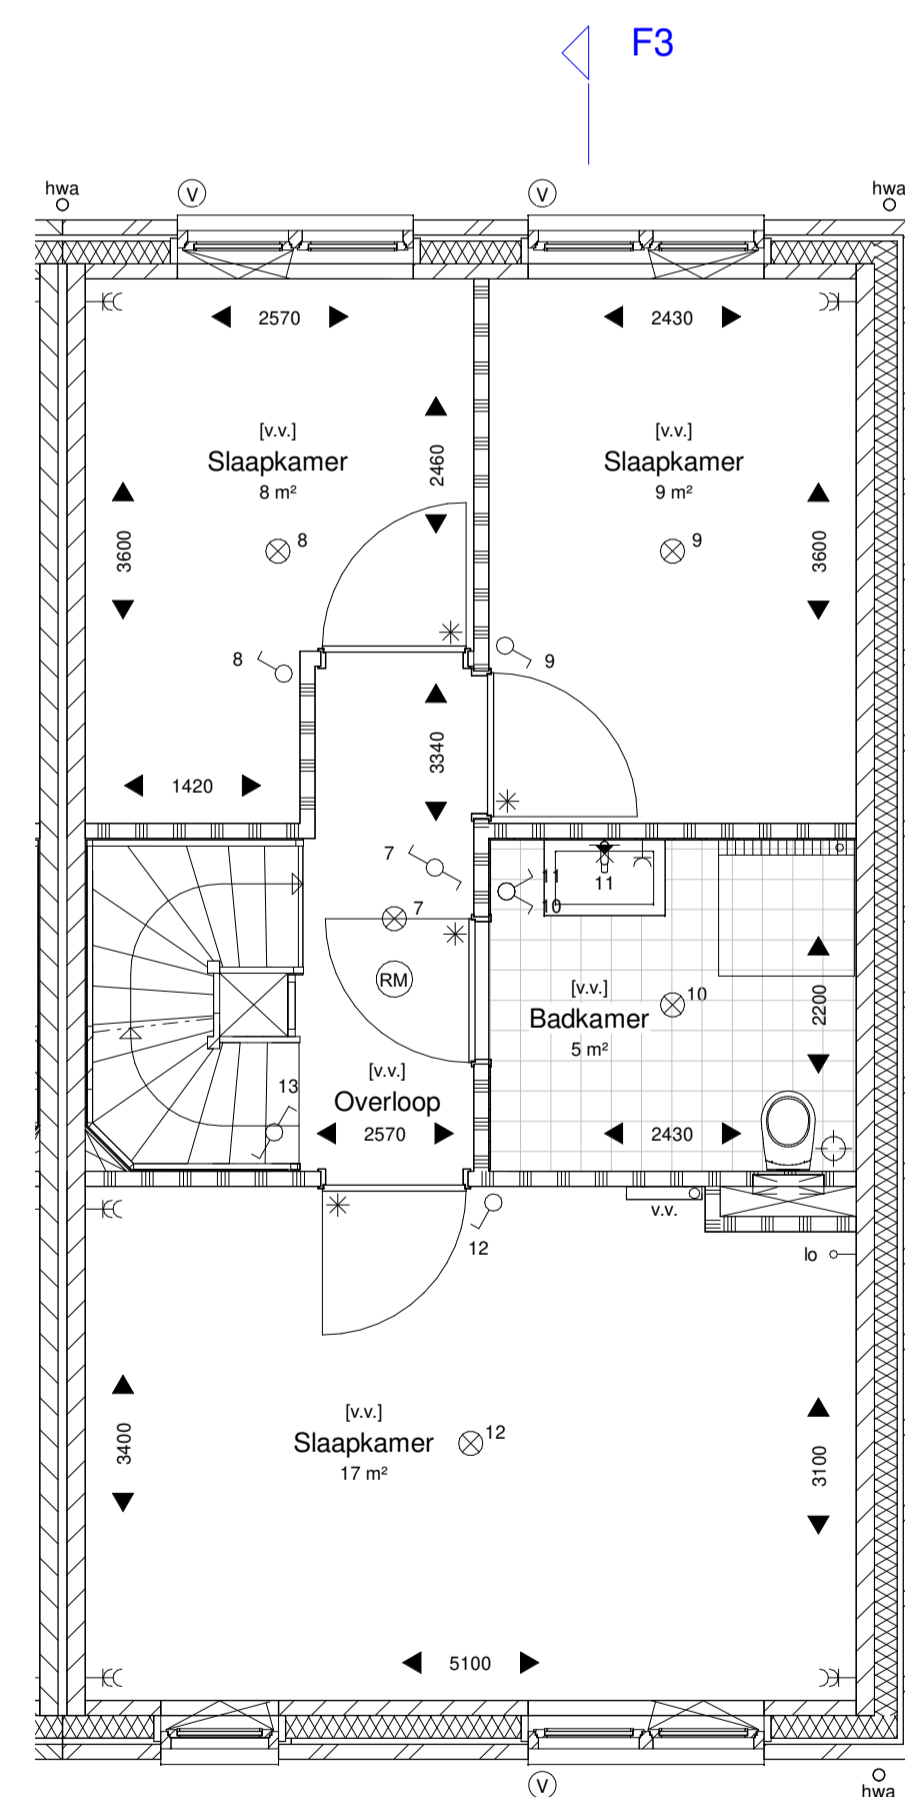 F3
hwa
V
V
hwa
2570
2430
[v.v.]
Slaapkamer
8 m²
2460
[v.v.]
Slaapkamer
9 m²
3600
8
9
3600
8
9
3340
1420
7
11
10
11
7
RM
[v.v.]
Badkamer
5 m²
10
2200
13
[v.v.]
Overloop
2570
2430
12
v.v.
lo
[v.v.]
Slaapkamer
17 m²
12
3400
3100
5100
V
hwa